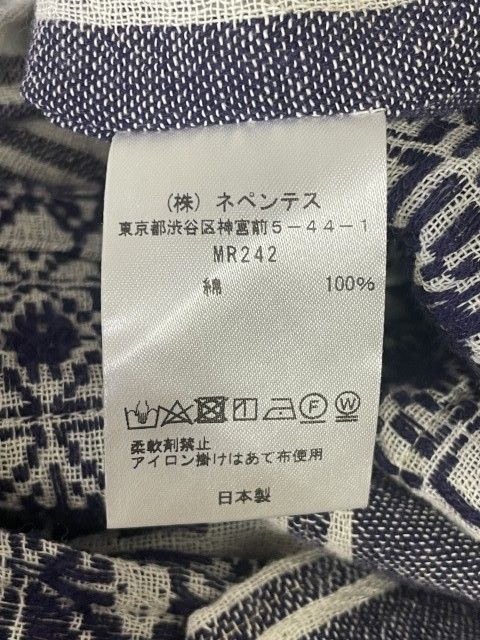 (株) ネペンテス
東京都渋谷区神宮前5-44-1
MR242
綿 100%
F W
柔軟剤禁止
アイロン掛けはあて布使用
日本製